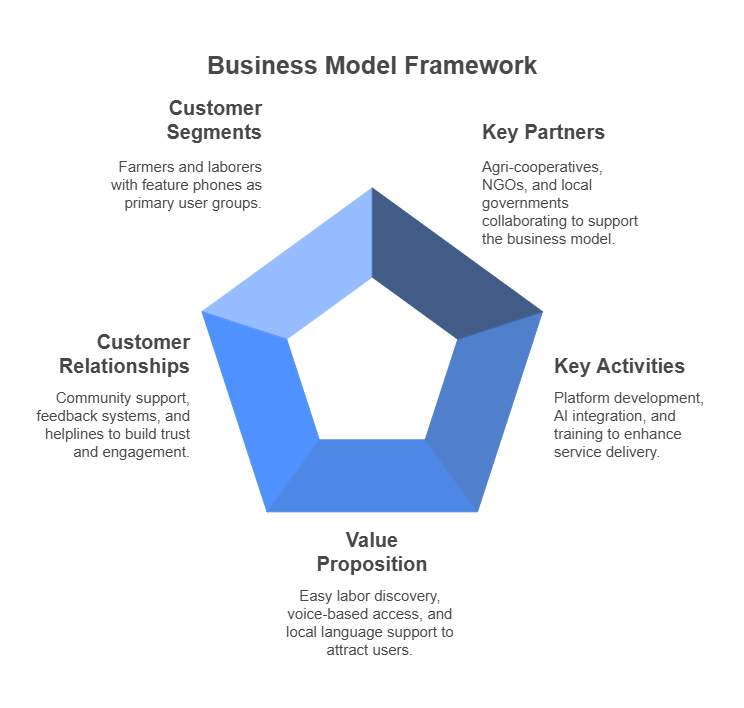 Business Model Framework
Customer
Segments
Farmers and laborers
with feature phones as
primary user groups.
Key Partners
Agri-cooperatives,
NGOs, and local
governments
collaborating to support
the business model.
Customer
Relationships
Community support,
feedback systems, and
helplines to build trust
and engagement.
Key Activities
Platform development,
AI integration, and
training to enhance
service delivery.
Value
Proposition
Easy labor discovery,
voice-based access, and
local language support to
attract users.